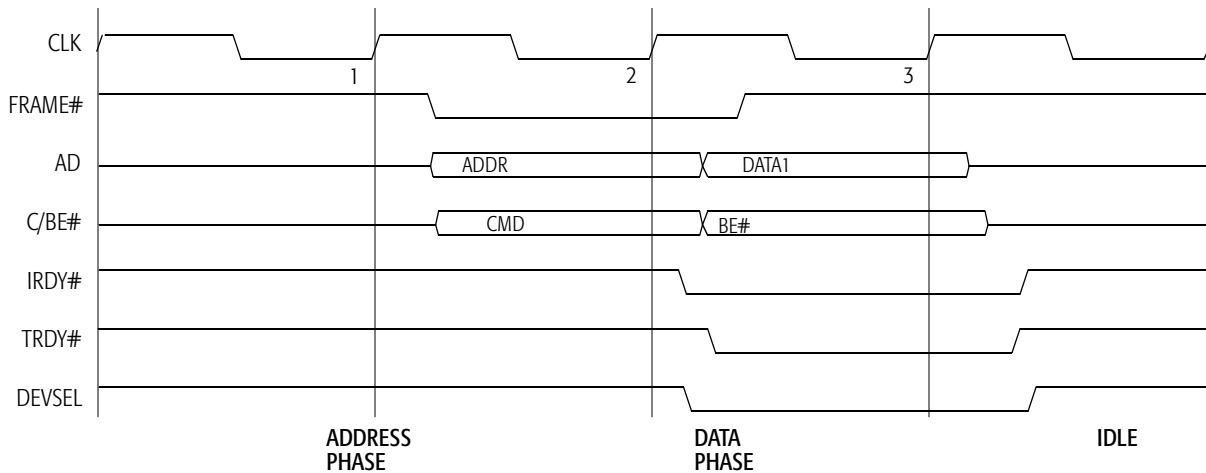 CLK
1
2
3
FRAME#
AD
ADDR
DATA1
C/BE#
CMD
BE#
IRDY#
TRDY#
DEVSEL
ADDRESS
PHASE
DATA
PHASE
IDLE